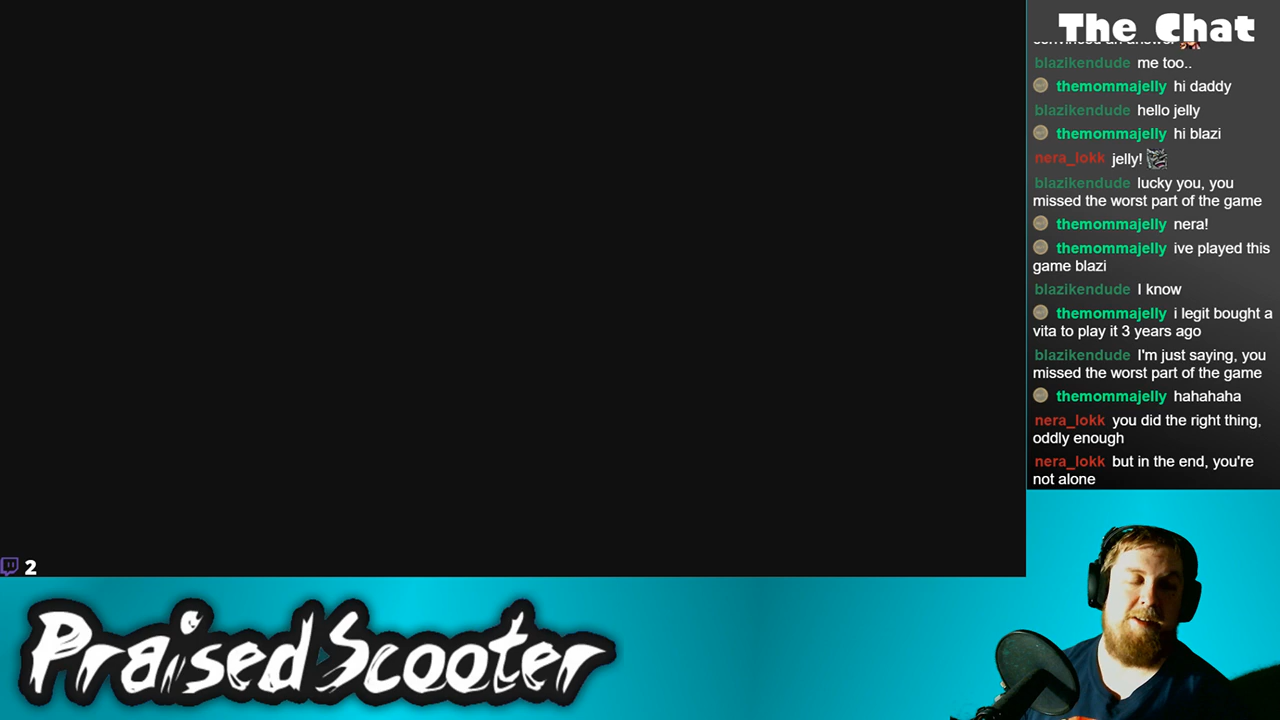 The Chat
blazikendude me too..
themommajelly hi daddy
blazikendude hello jelly
themommajelly hi blazi
nera_lokk jelly!
blazikendude lucky you, you
missed the worst part of the game
themommajelly nera!
themommajelly ive played this
game blazi
blazikendude I know
themommajelly i legit bought a
vita to play it 3 years ago
blazikendude I'm just saying, you
missed the worst part of the game
themommajelly hahahaha
nera_lokk you did the right thing,
oddly enough
nera_lokk but in the end, you're
not alone
2
PraisedScooter